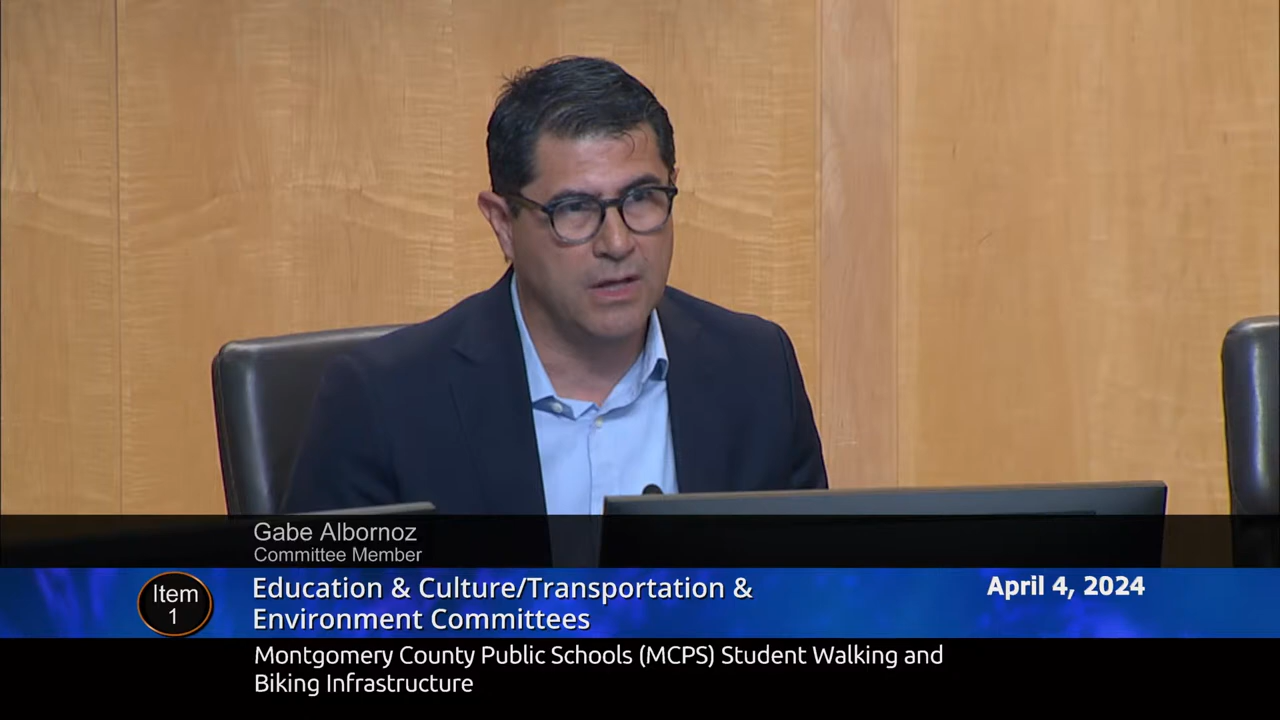 Gabe Albornoz
Committee Member
Item
1
Education & Culture/Transportation &
Environment Committees
April 4, 2024
Montgomery County Public Schools (MCPS) Student Walking and
Biking Infrastructure